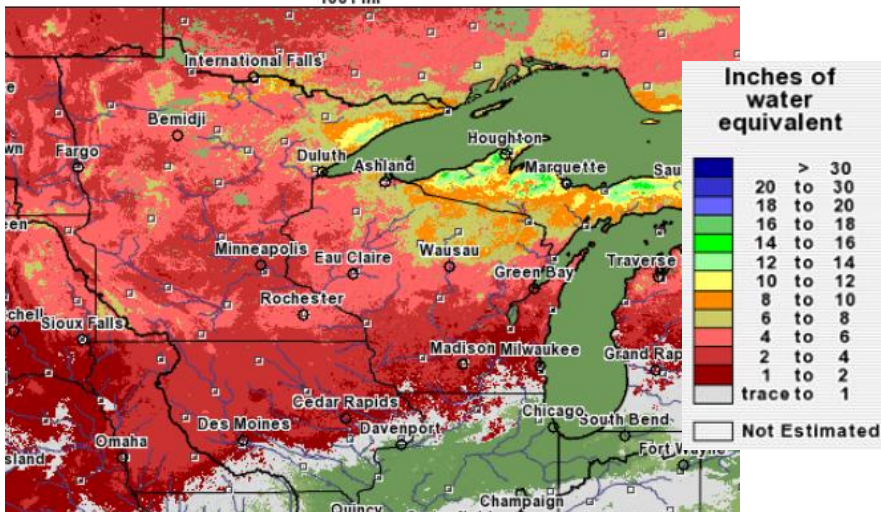 International Falls
Bemidji
Fargo
Duluth
Ashland
Houghton
Marquette
Sau
Minneapolis
Eau Claire
Wausau
Green Bay
Traverse
Rochester
Sioux Falls
Madison
Milwaukee
Grand Rap
Cedar Rapids
Des Moines
Davenport
Chicago
South Bend
Omaha
Fort Wayne
sland
Quincy
Champaign
Inches of
water
equivalent
> 30
20 to 30
18 to 20
16 to 18
14 to 16
12 to 14
10 to 12
8 to 10
6 to 8
4 to 6
2 to 4
1 to 2
trace to 1
Not Estimated